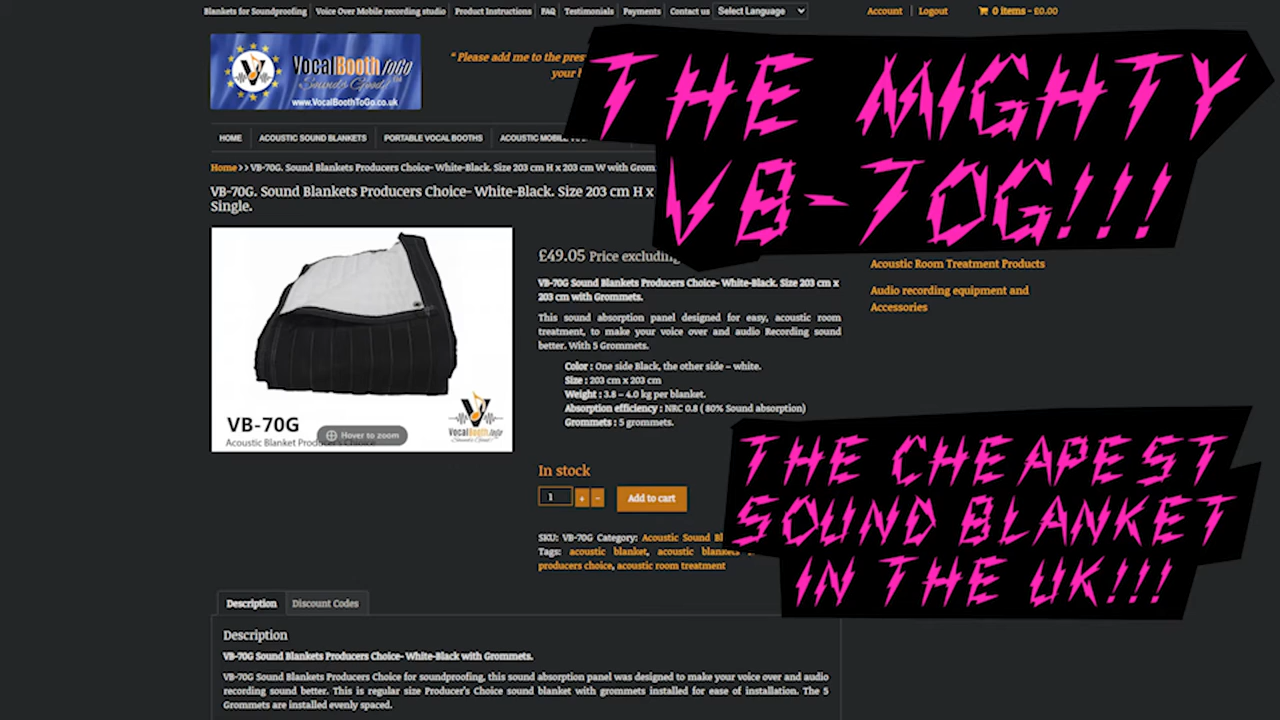 Blankets for Soundproofing
Voice Over Mobile recording studio
Product Instructions
FAQ
Testimonials
Payments
Contact us
Select Language
Account
Logout
0 items - £0.00
VocalBoothToGo
Sounds Good!
www.VocalBoothToGo.co.uk
“ Please add me to the
your
THE MIGHTY
VB-70G!!!
HOME
ACOUSTIC SOUND BLANKETS
PORTABLE VOCAL BOOTHS
ACOUSTIC
Home >> VB-70G. Sound Blankets Producers Choice- White-Black. Size 203 cm H x 203 cm W with
VB-70G. Sound Blankets Producers Choice- White-Black. Size 203 cm H x
Single.
£49.05 Price excluding
VB-70G Sound Blankets Producers Choice- White-Black. Size 203 cm x
203 cm with Grommets.
This sound absorption panel designed for easy, acoustic room
treatment, to make your voice over and audio Recording sound
better. With 5 Grommets.
Color : One side Black, the other side – white.
Size : 203 cm x 203 cm
Weight : 3.8 – 4.0 kg per blanket.
Absorption efficiency : NRC 0.8 ( 80% Sound absorption)
Grommets : 5 grommets.
Acoustic Room Treatment Products
Audio recording equipment and
Accessories
VB-70G
Hover to zoom
THE CHEAPEST
SOUND BLANKET
IN THE UK!!!
In stock
1
+
-
Add to cart
SKU: VB-70G Category: Acoustic Sound
Tags: acoustic blanket, acoustic blankets
producers choice, acoustic room treatment
Description
Discount Codes
Description
VB-70G Sound Blankets Producers Choice- White-Black with Grommets.
VB-70G Sound Blankets Producers Choice for soundproofing, this sound absorption panel was designed to make your voice over and audio
recording sound better. This is regular size Producer's Choice sound blanket with grommets installed for ease of installation. The 5
Grommets are installed evenly spaced.